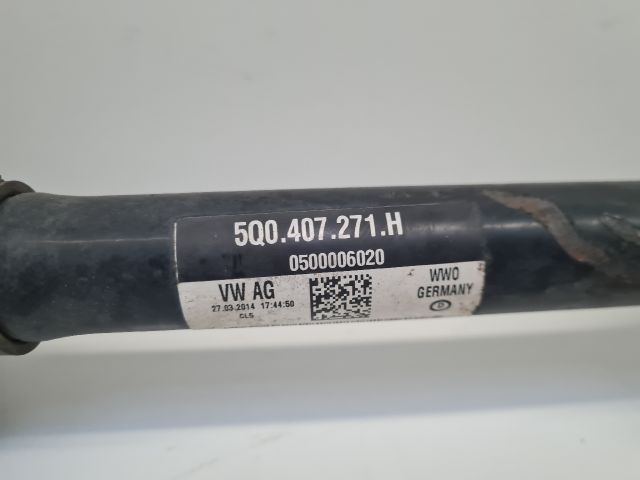 5Q0.407.271.H
0500006020
VW AG
27.03.2014 17:44:50
CLS
WWO
GERMANY